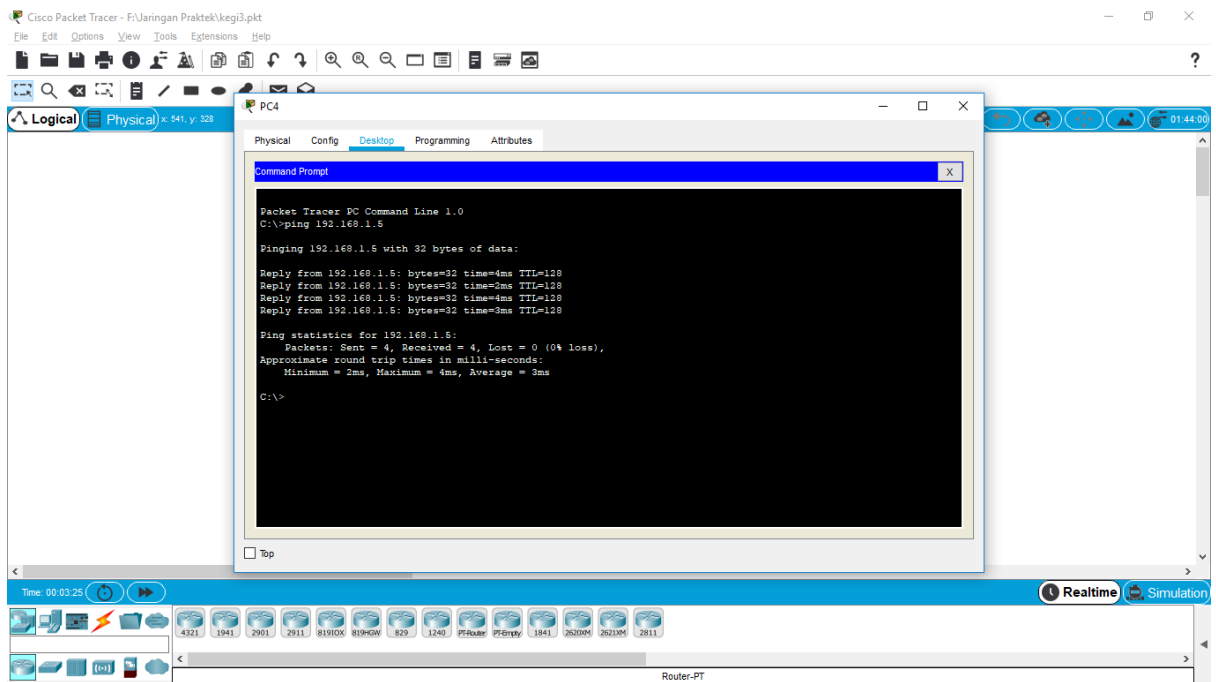 Cisco Packet Tracer - F:\Jaringan Praktek\kegi3.pkt
File Edit Options View Tools Extensions Help
?
Logical Physical x: 541, y: 328 01:44:00
PC4
Physical Config Desktop Programming Attributes
Command Prompt X
Packet Tracer PC Command Line 1.0
C:\>ping 192.168.1.5
Pinging 192.168.1.5 with 32 bytes of data:
Reply from 192.168.1.5: bytes=32 time=4ms TTL=128
Reply from 192.168.1.5: bytes=32 time=2ms TTL=128
Reply from 192.168.1.5: bytes=32 time=4ms TTL=128
Reply from 192.168.1.5: bytes=32 time=3ms TTL=128
Ping statistics for 192.168.1.5:
Packets: Sent = 4, Received = 4, Lost = 0 (0% loss),
Approximate round trip times in milli-seconds:
Minimum = 2ms, Maximum = 4ms, Average = 3ms
C:\>
Top
Time: 00:03:25 Realtime Simulation
4321 1941 2901 2911 819IOX 819HGW 829 1240 PT-Router PT-Empty 1841 2620XM 2621XM 2811
Router-PT